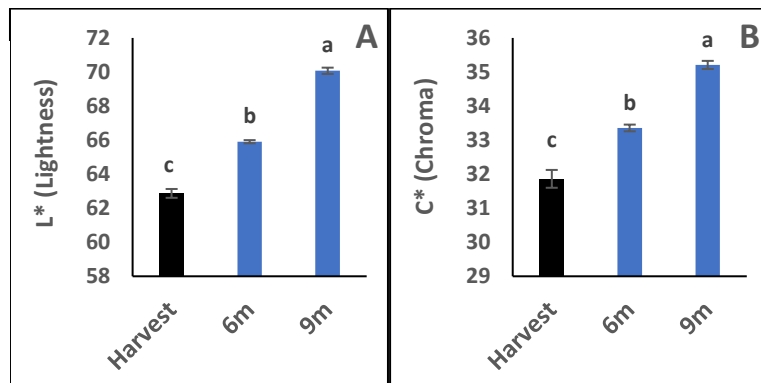 A
L* (Lightness)
72
70
68
66
64
62
60
58
c
b
a
Harvest
6m
9m
B
C* (Chroma)
36
35
34
33
32
31
30
29
c
b
a
Harvest
6m
9m